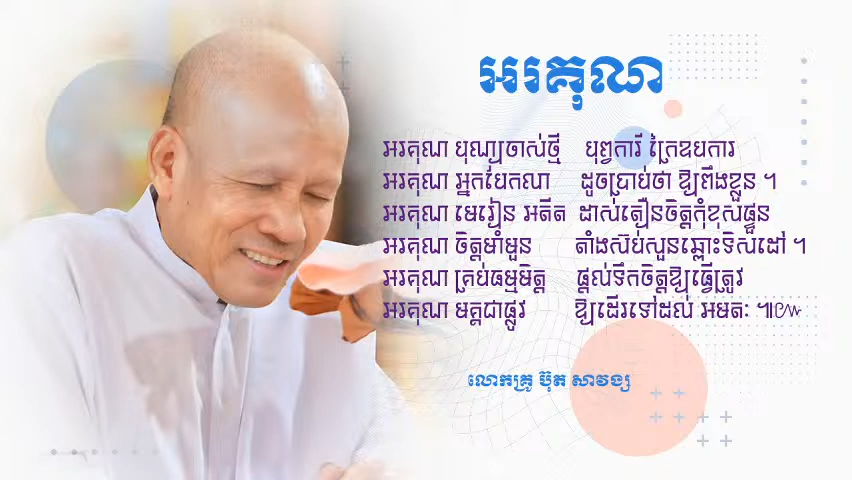 អរគុណ
អរគុណ បុណ្យចាស់ថ្មី បុព្វការី ក្រៃឧបការ
អរគុណ អ្នកបែកលា ដូចប្រាប់ថា ឱ្យពឹងខ្លួន ។
អរគុណ មេរៀន អតីត ដាស់តឿនចិត្តកុំខុសផ្ទួន
អរគុណ ចិត្តមាំមួន តាំងស៊ប់សួនឆ្ពោះទិសដៅ ។
អរគុណ គ្រប់ធម្មមិត្ត ផ្ដល់ទឹកចិត្តឱ្យធ្វើត្រូវ
អរគុណ មគ្គជាផ្លូវ ឱ្យដើរទៅដល់ អមតៈ ៕៚
លោកគ្រូ ប៊ុត សាវង្ស